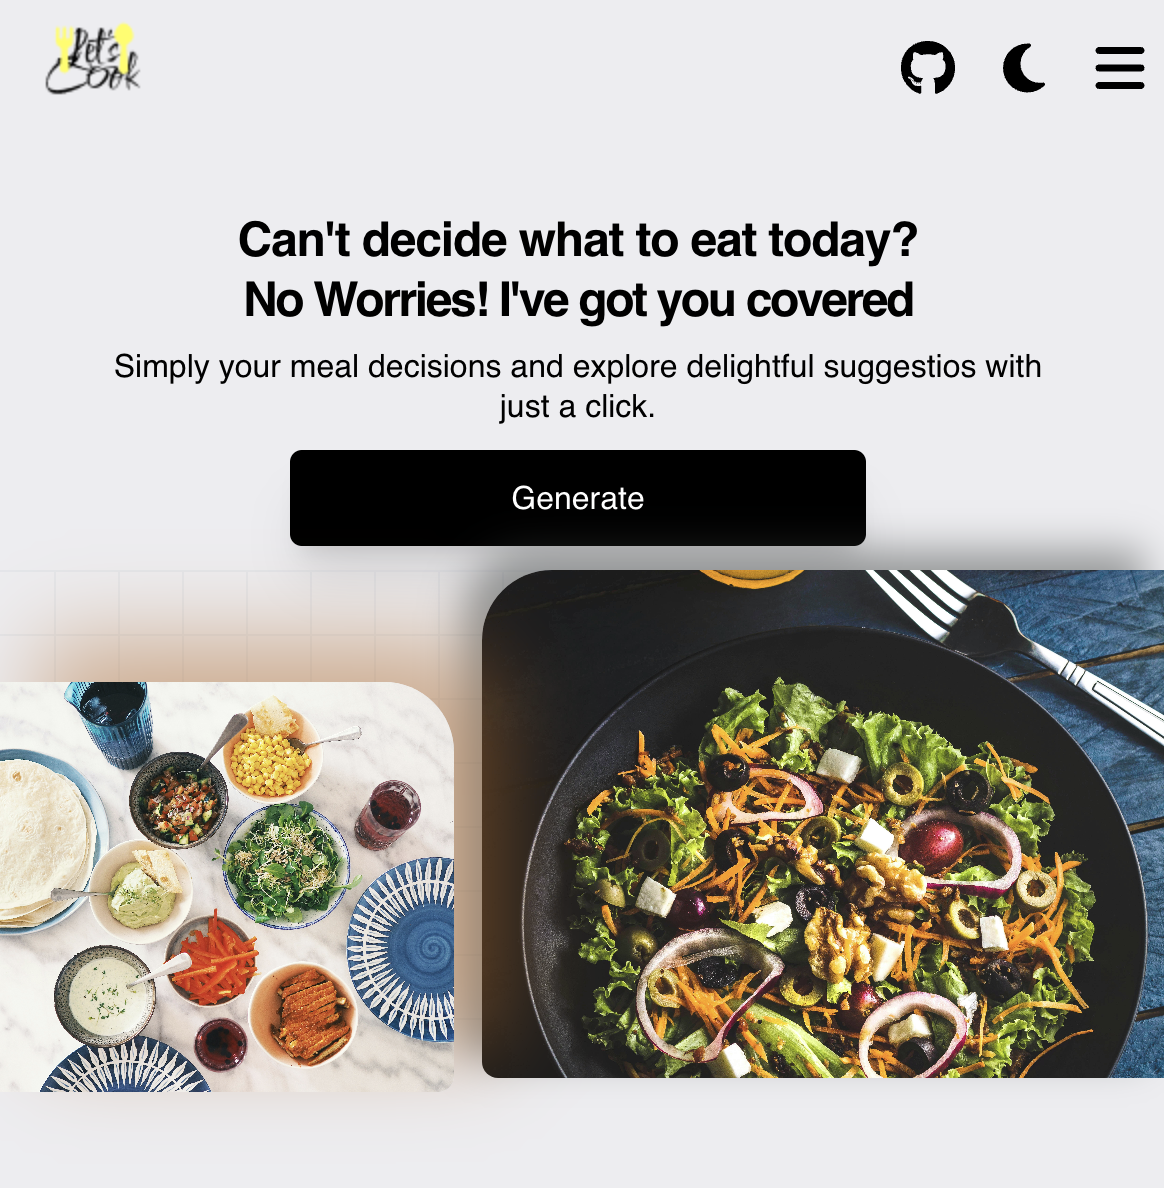 Let's
Cook
Can't decide what to eat today?
No Worries! I've got you covered
Simply your meal decisions and explore delightful suggestios with
just a click.
Generate